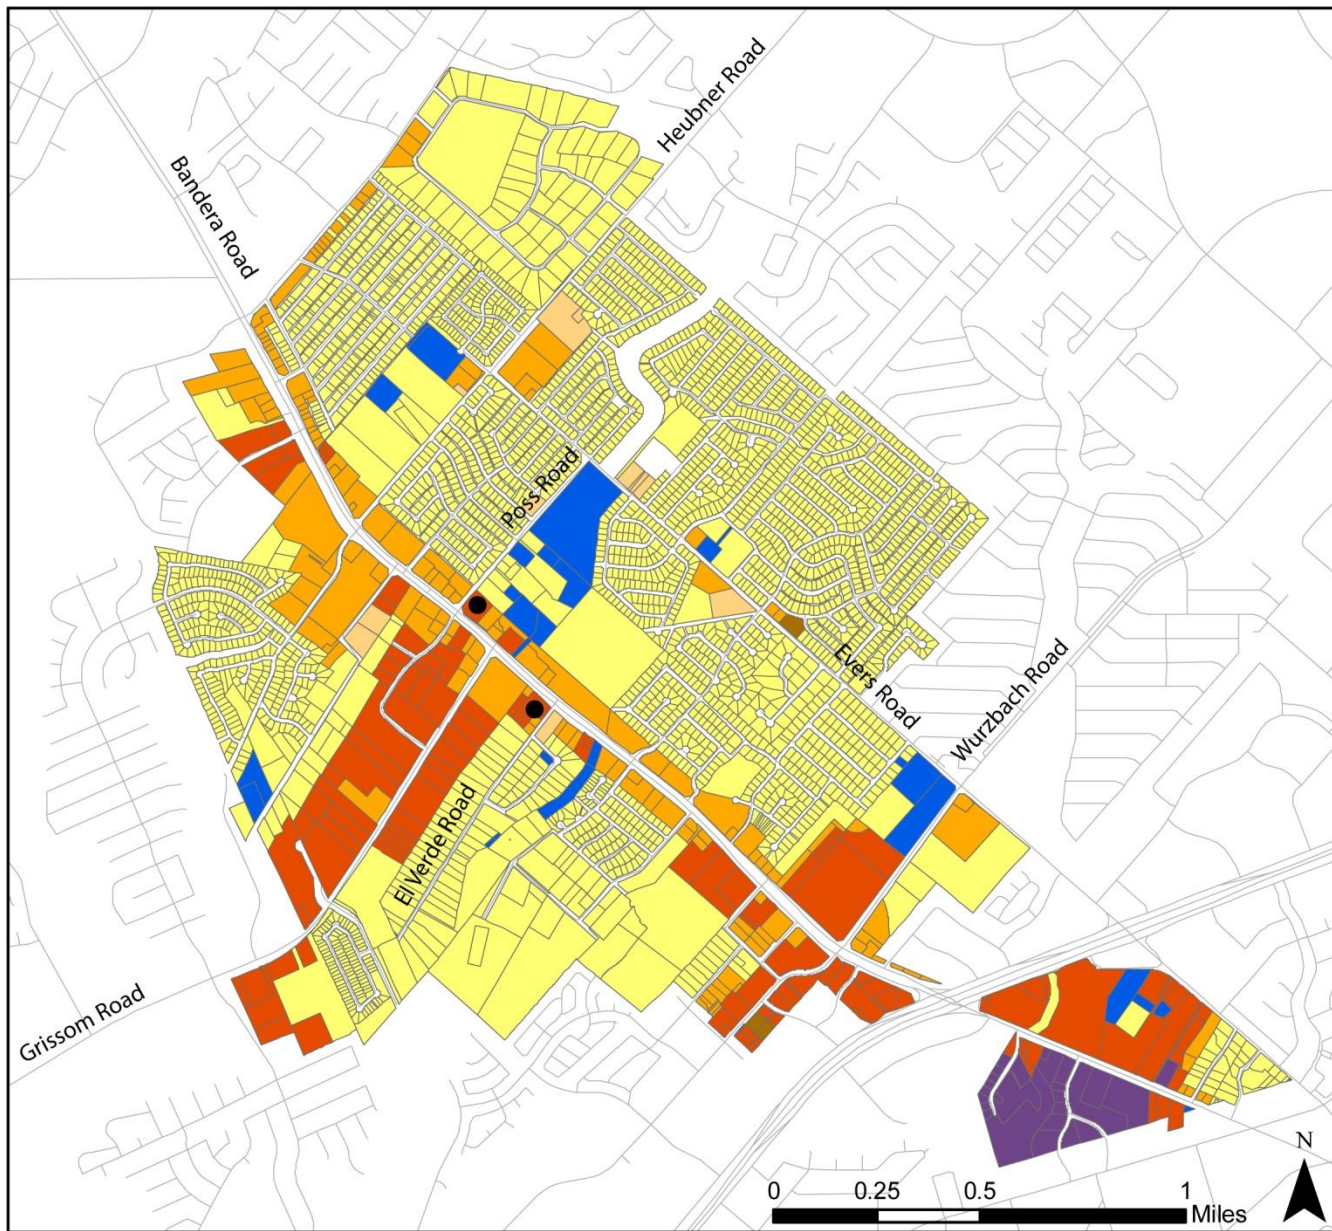 Heubner Road
Bandera Road
Poss Road
Evers Road
Wurzbach Road
El Verde Road
Grissom Road
N
0 0.25 0.5 1
Miles